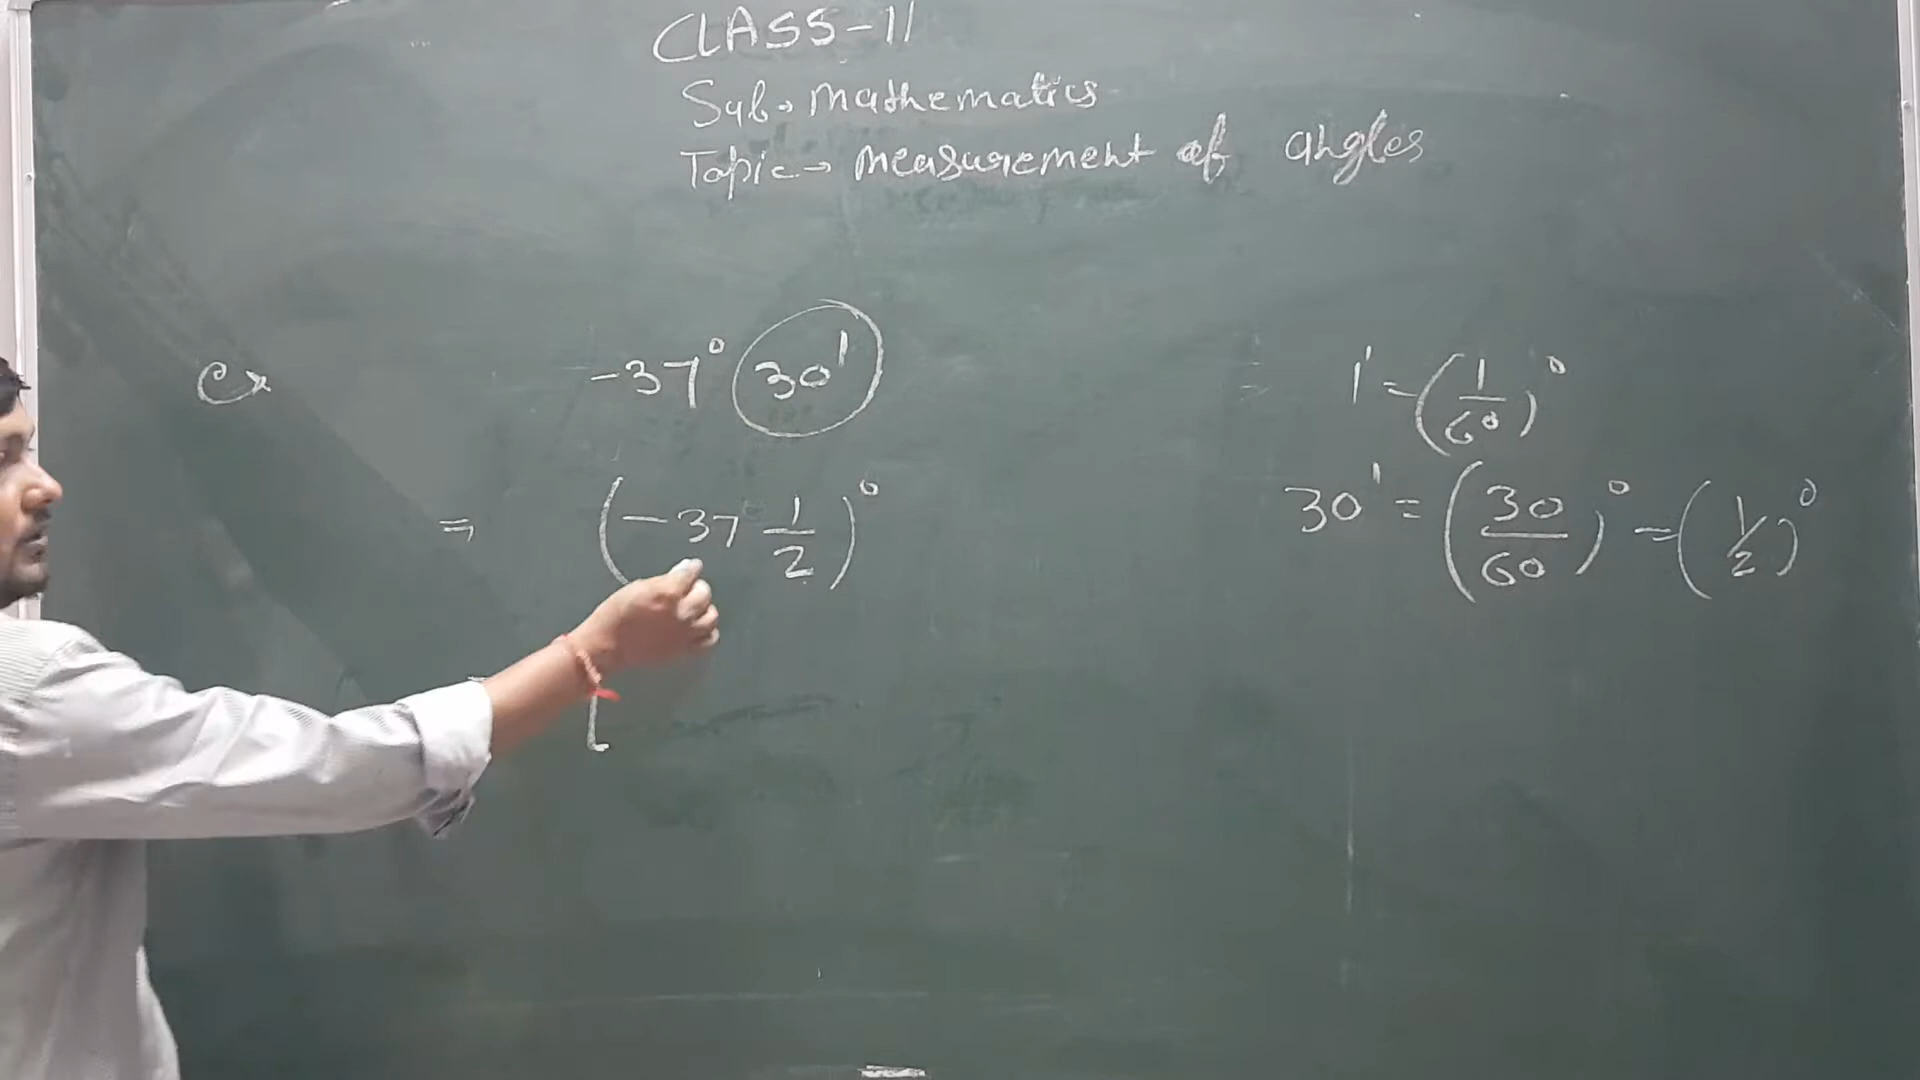 CLASS-11
Sub→ Mathematics
Topic→ Measurement of angles
-37° 30' 1' = (1/60)°
= (-37 1/2)° 30' = (30/60)° = (1/2)°